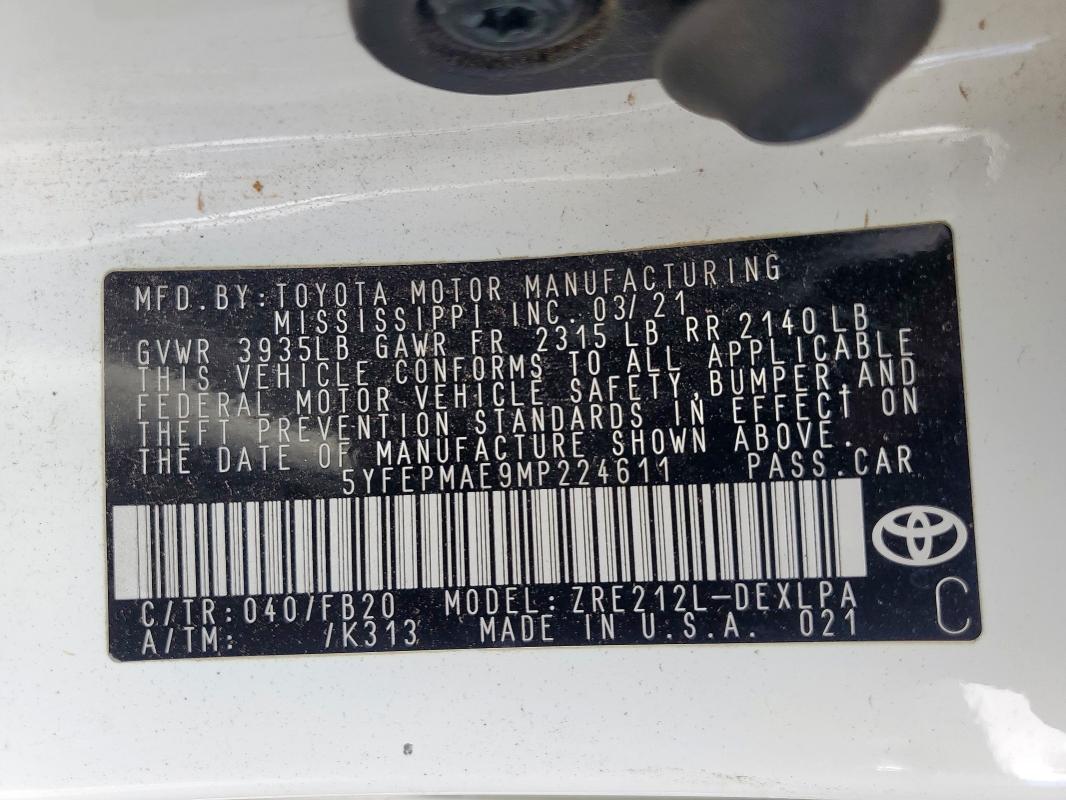 MFD.BY:TOYOTA MOTOR MANUFACTURING
MISSISSIPPI INC. 03/21
GVWR 3935LB GAWR FR 2315 LB RR 2140 LB
THIS VEHICLE CONFORMS TO ALL APPLICABLE
FEDERAL MOTOR VEHICLE SAFETY,BUMPER,AND
THEFT PREVENTION STANDARDS IN EFFECT ON
THE DATE OF MANUFACTURE SHOWN ABOVE.
5YFEPMAE9MP224611 PASS.CAR
C/TR:040/FB20 MODEL:ZRE212L-DEXLPA
A/TM: /K313 MADE IN U.S.A. 021
C